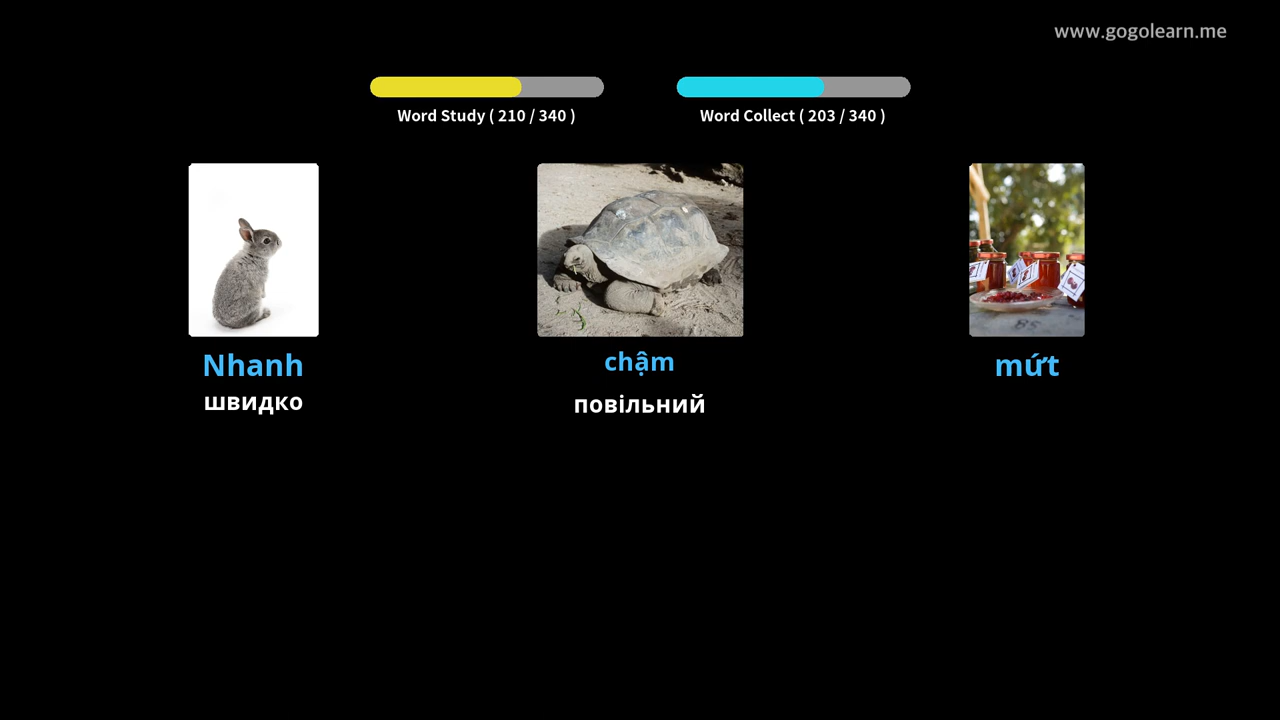 www.gogolearn.me
Word Study ( 210 / 340 )
Word Collect ( 203 / 340 )
Nhanh
швидко
chậm
повільний
mứt